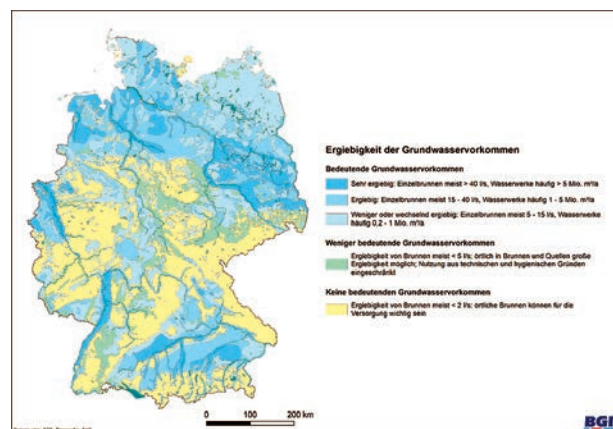 Ergiebigkeit der Grundwasservorkommen
Bedeutende Grundwasservorkommen
Sehr ergiebig: Einzelbrunnen meist > 40 l/s, Wasserwerke häufig > 5 Mio. m³/a
Ergiebig: Einzelbrunnen meist 15 - 40 l/s, Wasserwerke häufig 1 - 5 Mio. m³/a
Weniger oder wechselnd ergiebig: Einzelbrunnen meist 5 - 15 l/s, Wasserwerke
häufig 0,2 - 1 Mio. m³/a
Weniger bedeutende Grundwasservorkommen
Ergiebigkeit von Brunnen meist < 5 l/s; örtlich in Brunnen und Quellen große
Ergiebigkeit möglich; Nutzung aus technischen und hygienischen Gründen
eingeschränkt
Keine bedeutenden Grundwasservorkommen
Ergiebigkeit von Brunnen meist < 2 l/s: örtliche Brunnen können für die
Versorgung wichtig sein
0 100 200 km